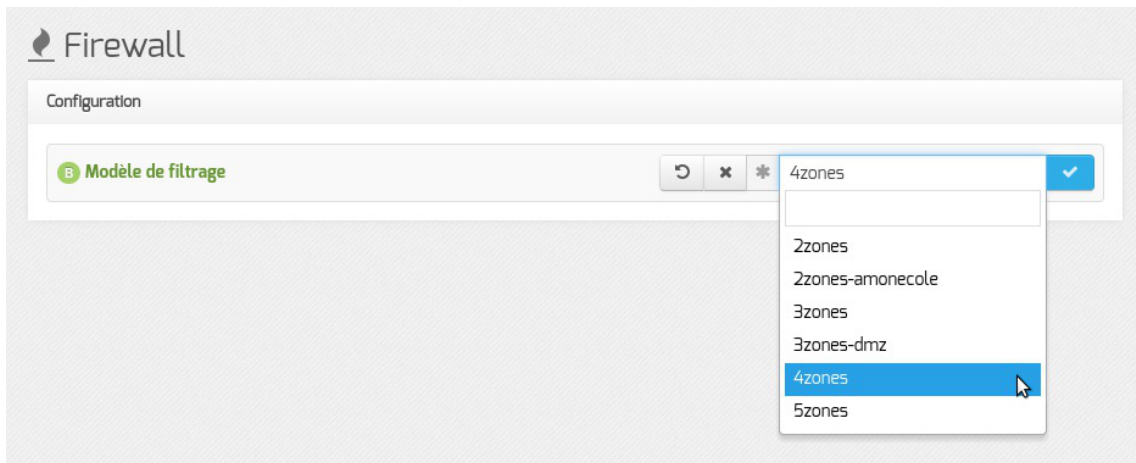 Firewall
Configuration
B Modèle de filtrage
4zones
2zones
2zones-amonecole
3zones
3zones-dmz
4zones
5zones